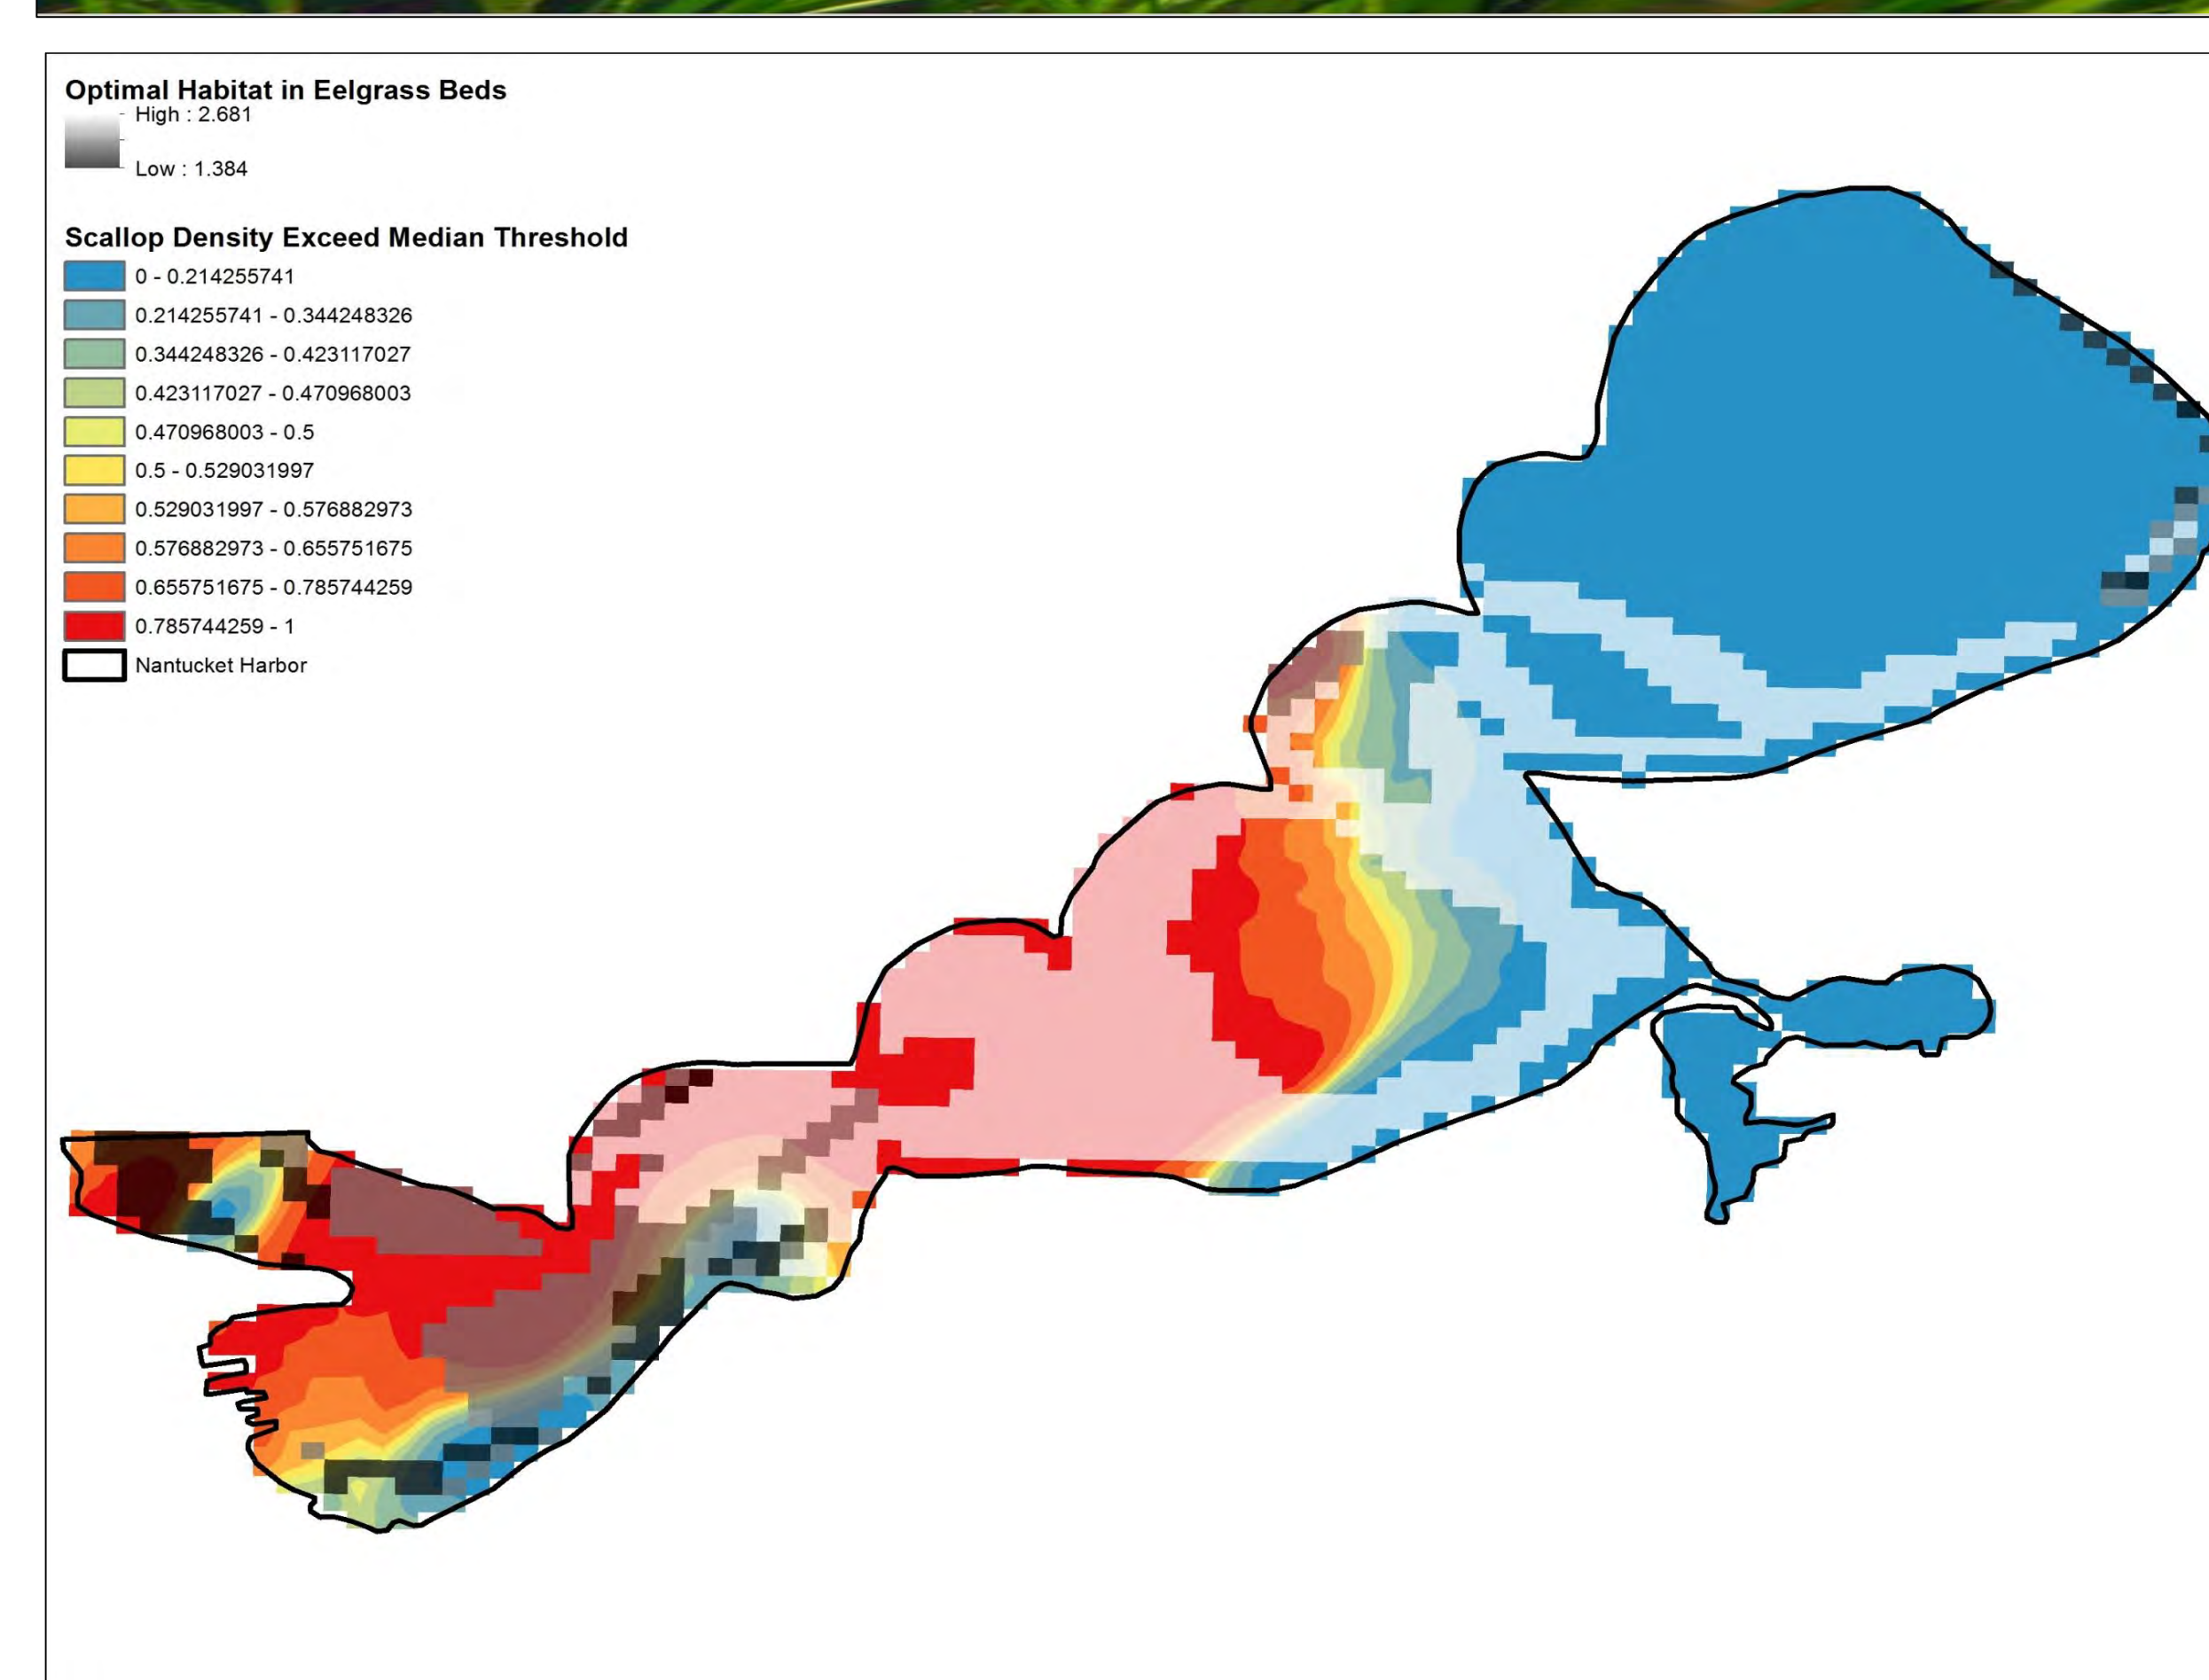 Optimal Habitat in Eelgrass Beds
High : 2.681
Low : 1.384
Scallop Density Exceed Median Threshold
0 - 0.214255741
0.214255741 - 0.344248326
0.344248326 - 0.423117027
0.423117027 - 0.470968003
0.470968003 - 0.5
0.5 - 0.529031997
0.529031997 - 0.576882973
0.576882973 - 0.655751675
0.655751675 - 0.785744259
0.785744259 - 1
Nantucket Harbor